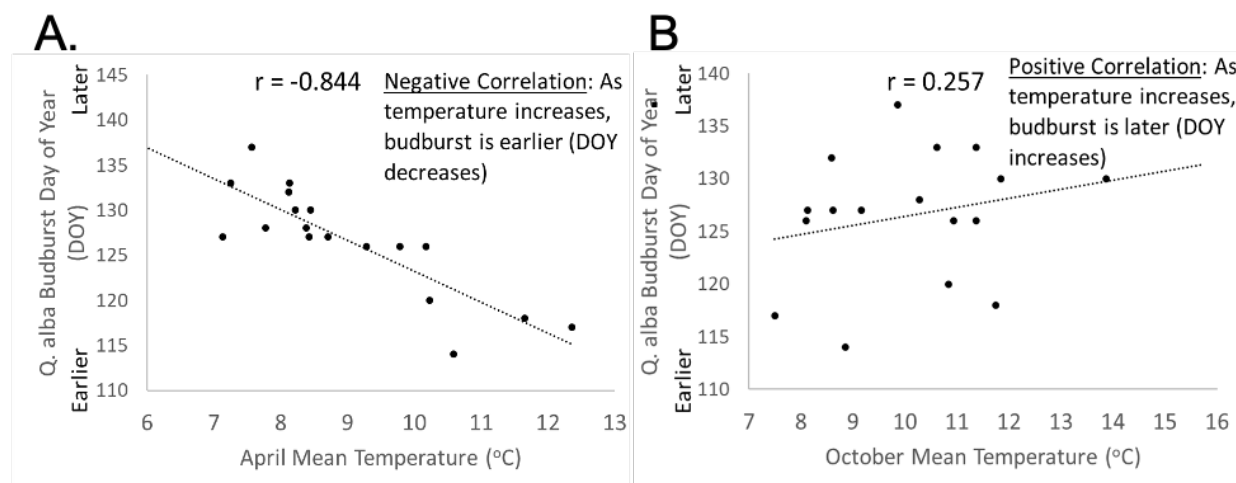 A.
r = -0.844
Negative Correlation: As
temperature increases,
budburst is earlier (DOY
decreases)
Later
Earlier
Q. alba Budburst Day of Year
(DOY)
145
140
135
130
125
120
115
110
6 7 8 9 10 11 12 13
April Mean Temperature (°C)
B
r = 0.257
Positive Correlation: As
temperature increases,
budburst is later (DOY
increases)
Later
Earlier
Q. alba Budburst Day of Year
(DOY)
140
135
130
125
120
115
110
7 8 9 10 11 12 13 14 15 16
October Mean Temperature (°C)